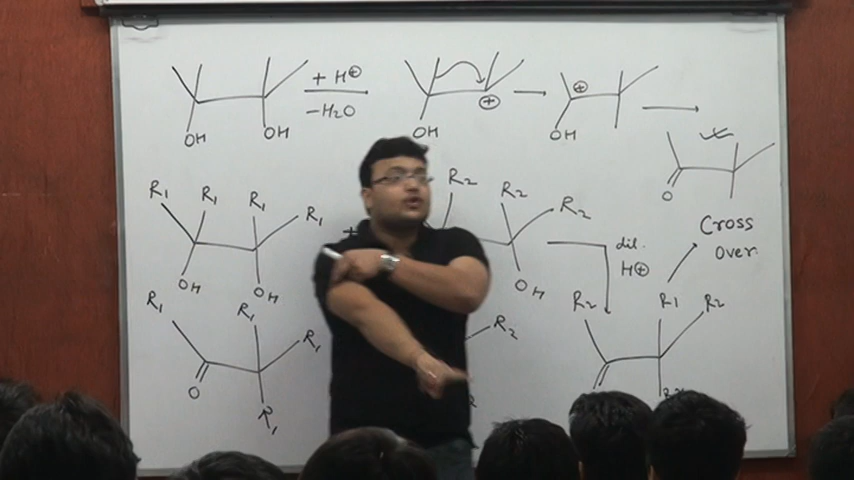 + H⊕
−H2O
OH
OH
⊕
OH
⊕
OH
O
R1
R1
R1
R1
OH
OH
+
R2
R2
R2
OH
dil.
H⊕
Cross
Over
R1
R1
R1
O
R1
R2
R2
R1
R2